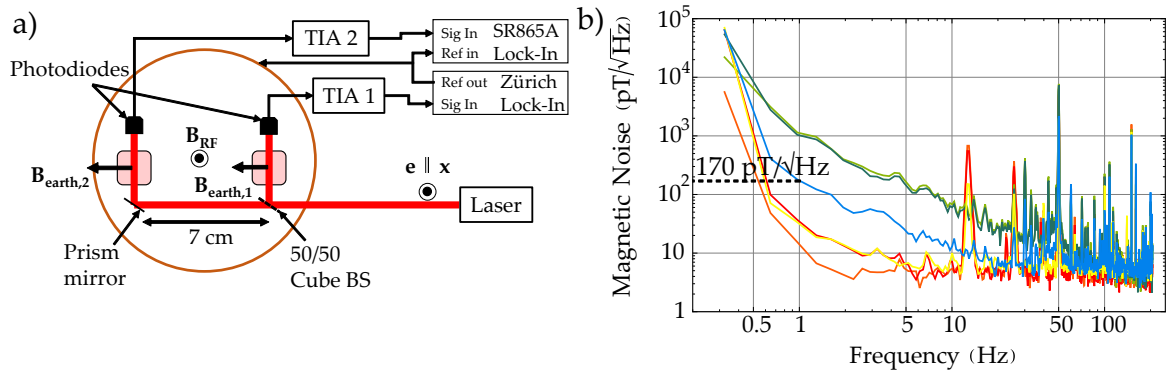 a)
TIA 2
Sig In SR865A
Ref in Lock-In
Photodiodes
Ref out Zürich
TIA 1
Sig In Lock-In
B_RF
B_earth,2
B_earth,1
e ∥ x
Laser
7 cm
Prism
mirror
50/50
Cube BS
b)
Magnetic Noise (pT/√Hz)
10^5
10^4
10^3
10^2
10
1
170 pT/√Hz
0.5 1 5 10 50 100
Frequency (Hz)